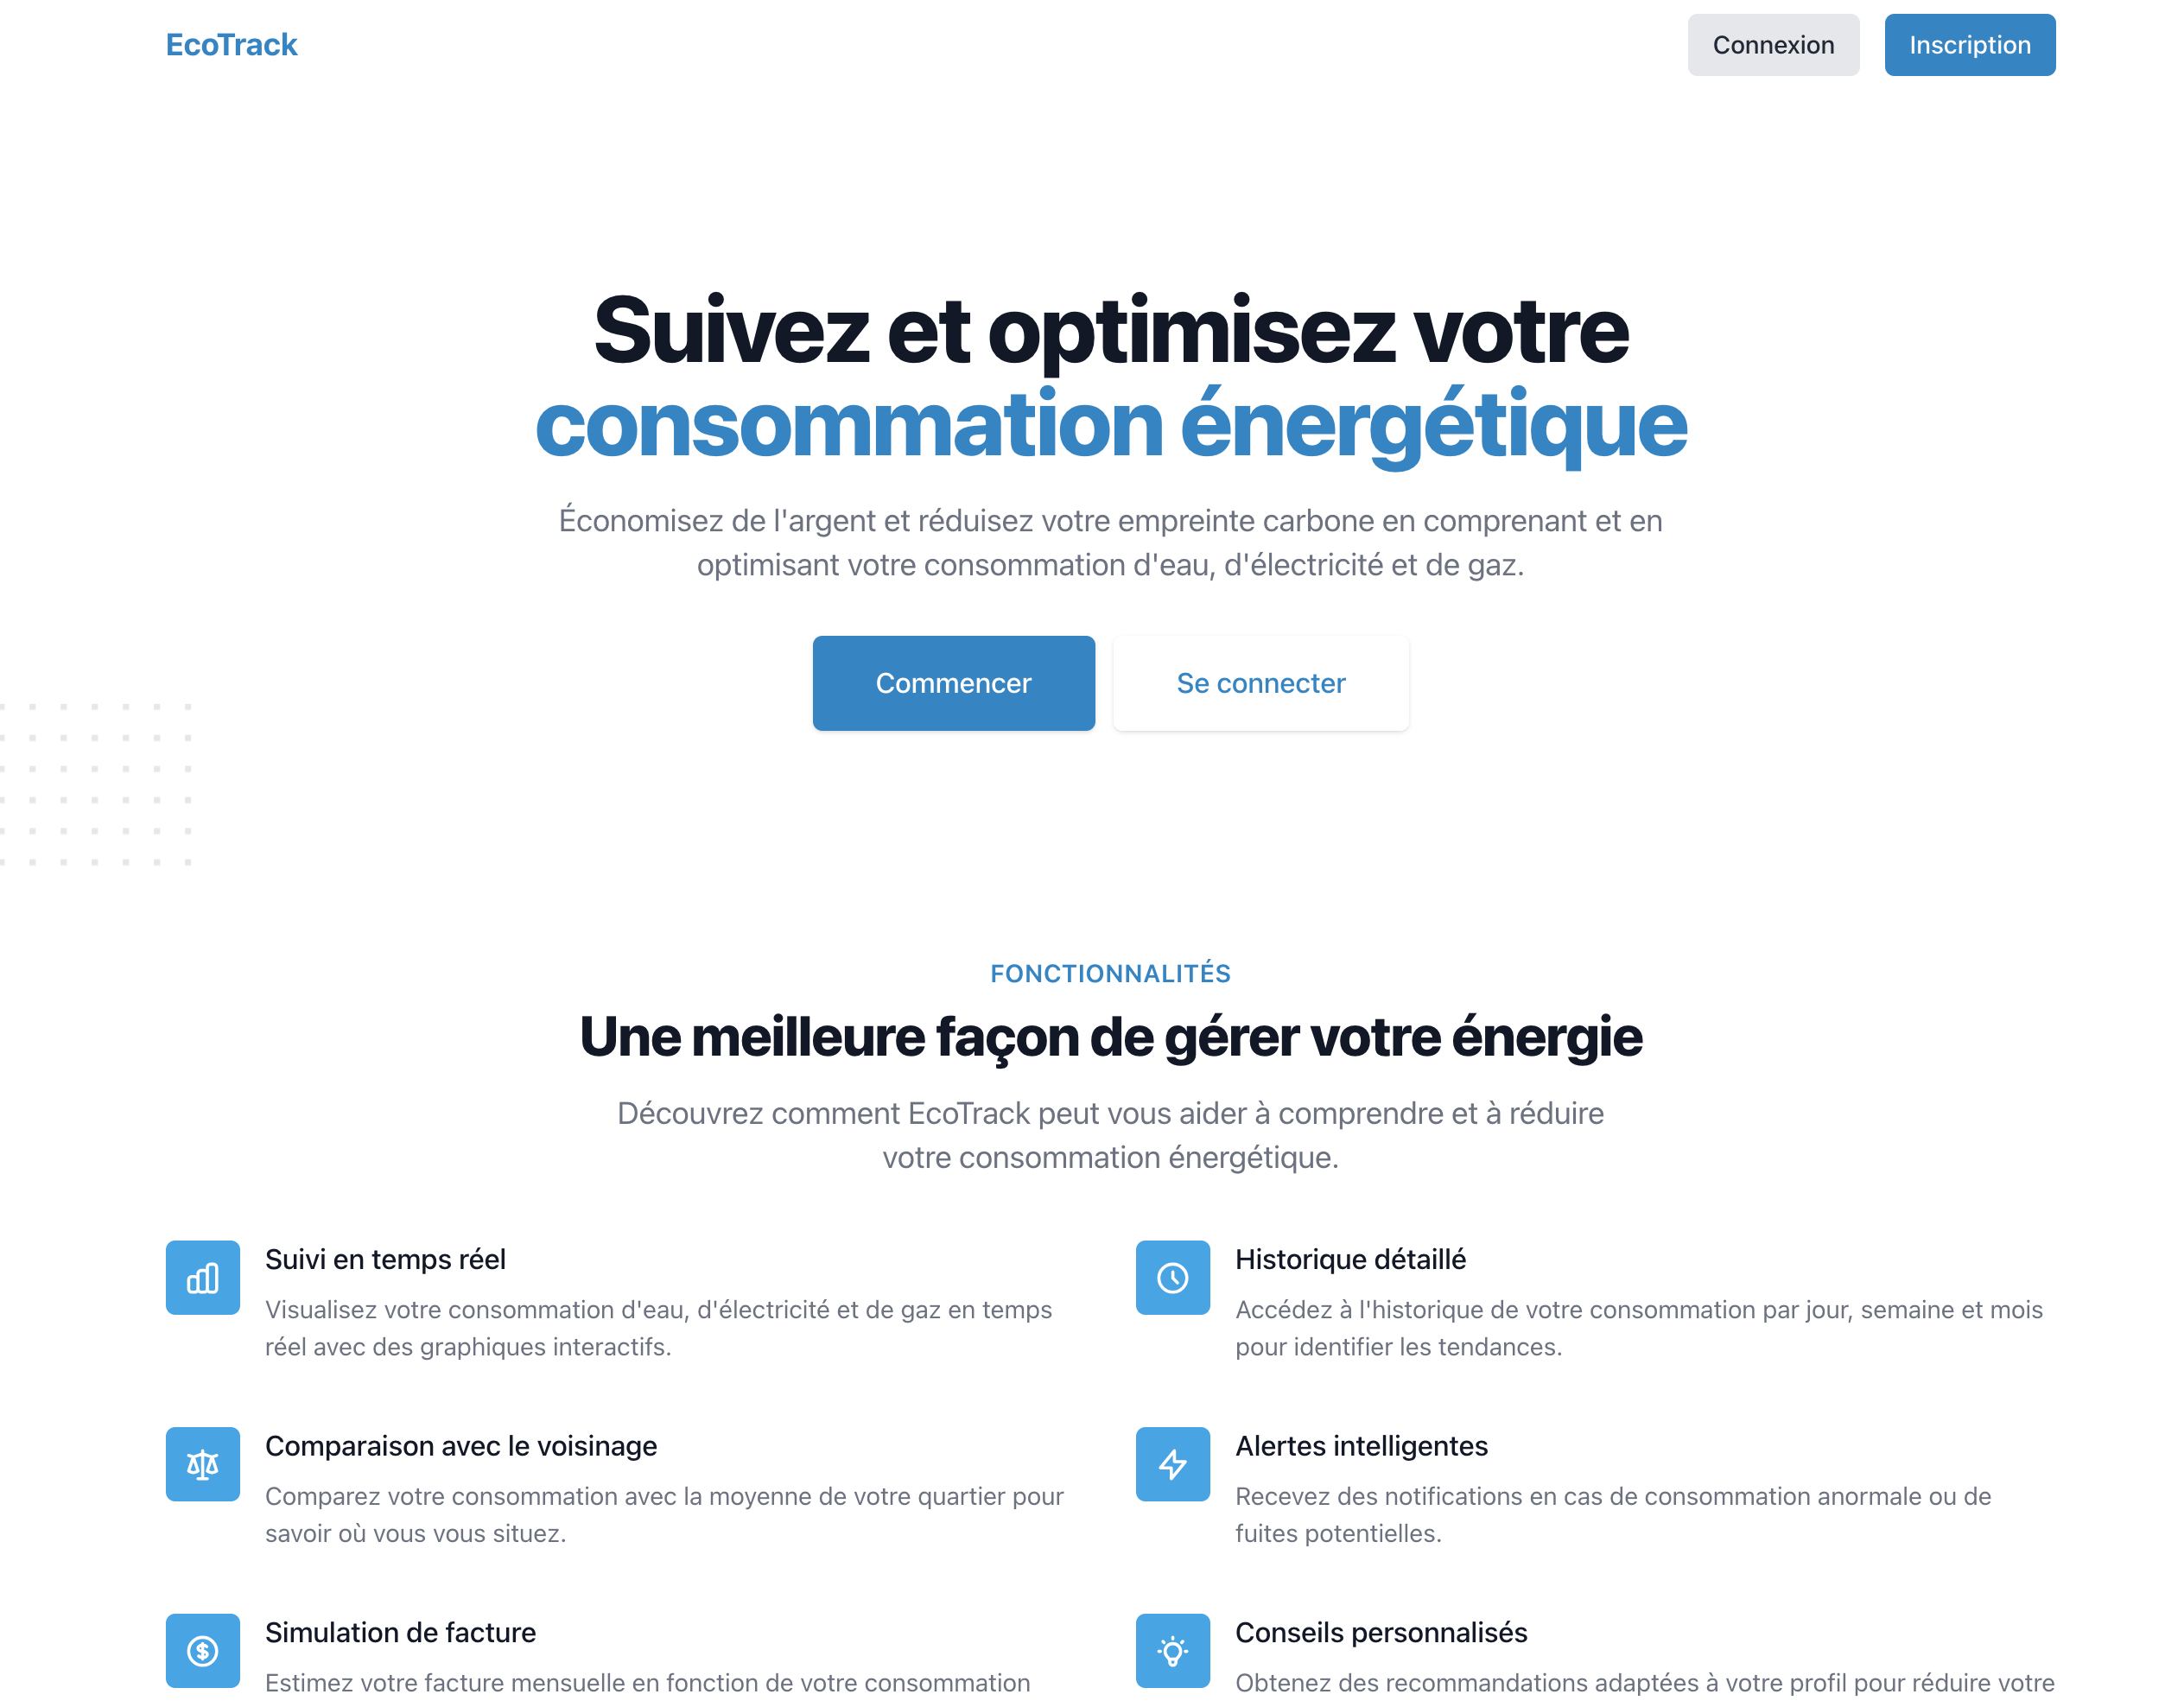 EcoTrack
Connexion
Inscription
Suivez et optimisez votre
consommation énergétique
Économisez de l'argent et réduisez votre empreinte carbone en comprenant et en
optimisant votre consommation d'eau, d'électricité et de gaz.
Commencer
Se connecter
FONCTIONNALITÉS
Une meilleure façon de gérer votre énergie
Découvrez comment EcoTrack peut vous aider à comprendre et à réduire
votre consommation énergétique.
Suivi en temps réel
Visualisez votre consommation d'eau, d'électricité et de gaz en temps
réel avec des graphiques interactifs.
Historique détaillé
Accédez à l'historique de votre consommation par jour, semaine et mois
pour identifier les tendances.
Comparaison avec le voisinage
Comparez votre consommation avec la moyenne de votre quartier pour
savoir où vous vous situez.
Alertes intelligentes
Recevez des notifications en cas de consommation anormale ou de
fuites potentielles.
Simulation de facture
Estimez votre facture mensuelle en fonction de votre consommation
Conseils personnalisés
Obtenez des recommandations adaptées à votre profil pour réduire votre